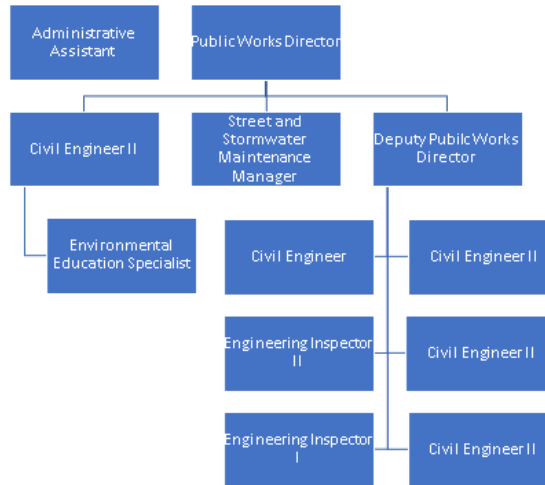 Administrative
Assistant
Public Works Director
Civil Engineer II
Street and
Stormwater
Maintenance
Manager
Deputy Pubilc Works
Director
Environmental
Education Specialist
Civil Engineer
Civil Engineer II
Engineering Inspector
II
Civil Engineer II
Engineering Inspector
I
Civil Engineer II